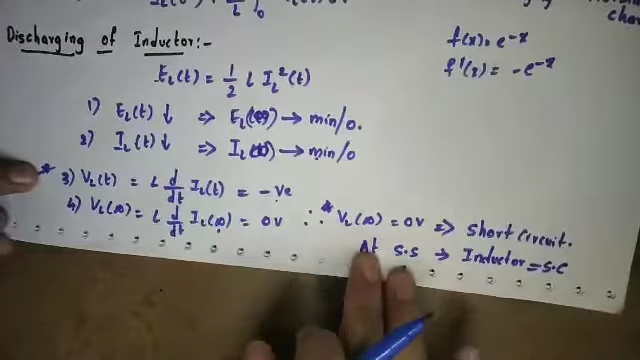 Discharging of Inductor:-
f(x) = e^-x
E_L(t) = 1/2 L I_L^2(t)
f'(x) = -e^-x
1) E_L(t) ↓ ⇒ E_L(∞) → min/0.
2) I_L(t) ↓ ⇒ I_L(∞) → min/0
* 3) V_L(t) = L d/dt I_L(t) = -ve
4) V_L(∞) = L d/dt I_L(∞) = 0V ∴ * V_L(∞) = 0V ⇒ Short circuit.
At S.S → Inductor = S.C